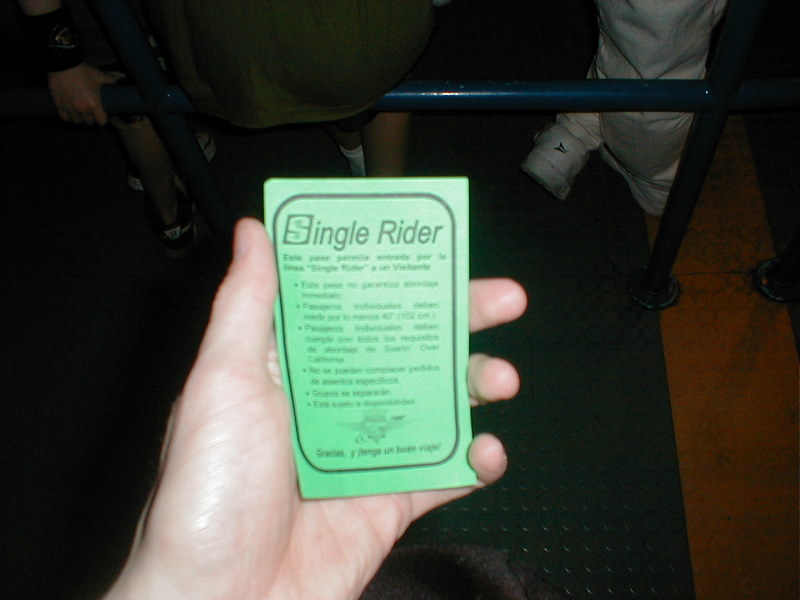 Single Rider
Este pase permite entrada por la
línea "Single Rider" a un Visitante
• Este pase no garantiza abordaje
inmediato
• Pasajeros individuales deben
medir por lo menos 40" (102 cm.)
• Pasajeros individuales deben
cumplir con todos los requisitos
de abordaje de Soarin' Over
California
• No se pueden complacer pedidos
de asientos específicos.
• Grupos se separarán
• Está sujeto a disponibilidad.
Gracias, y ¡tenga un buen viaje!